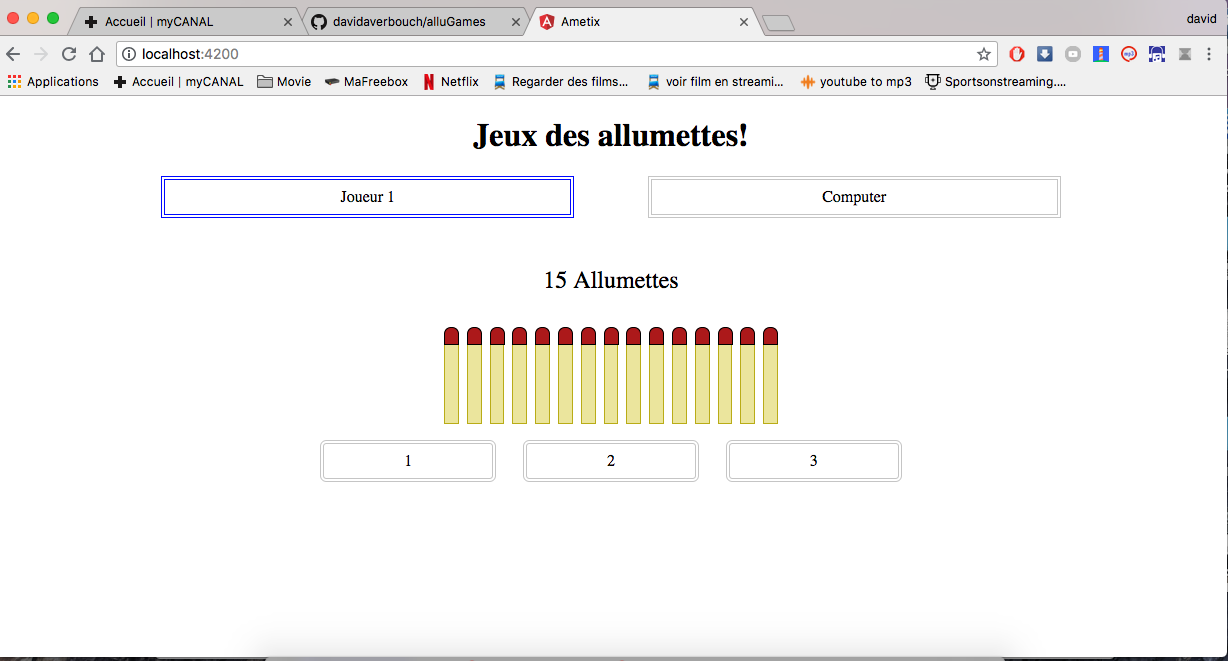 Accueil | myCANAL davidaverbouch/alluGames Ametix david
localhost:4200
Applications Accueil | myCANAL Movie MaFreebox Netflix Regarder des films... voir film en streami... youtube to mp3 Sportsonstreaming....
Jeux des allumettes!
Joueur 1 Computer
15 Allumettes
1 2 3